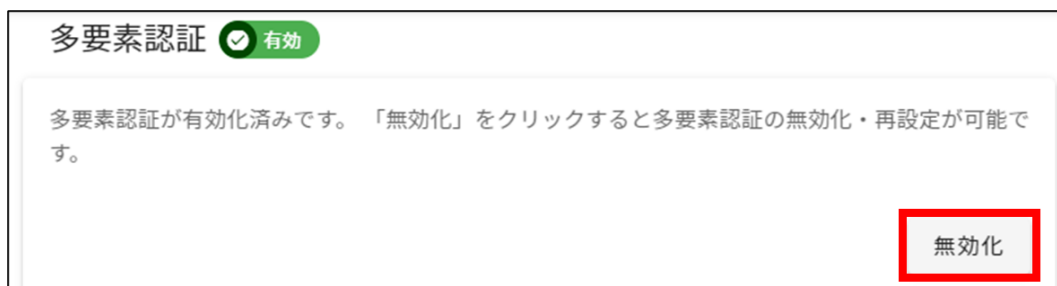 多要素認証 有効
多要素認証が有効化済みです。 「無効化」をクリックすると多要素認証の無効化・再設定が可能で
す。
無効化